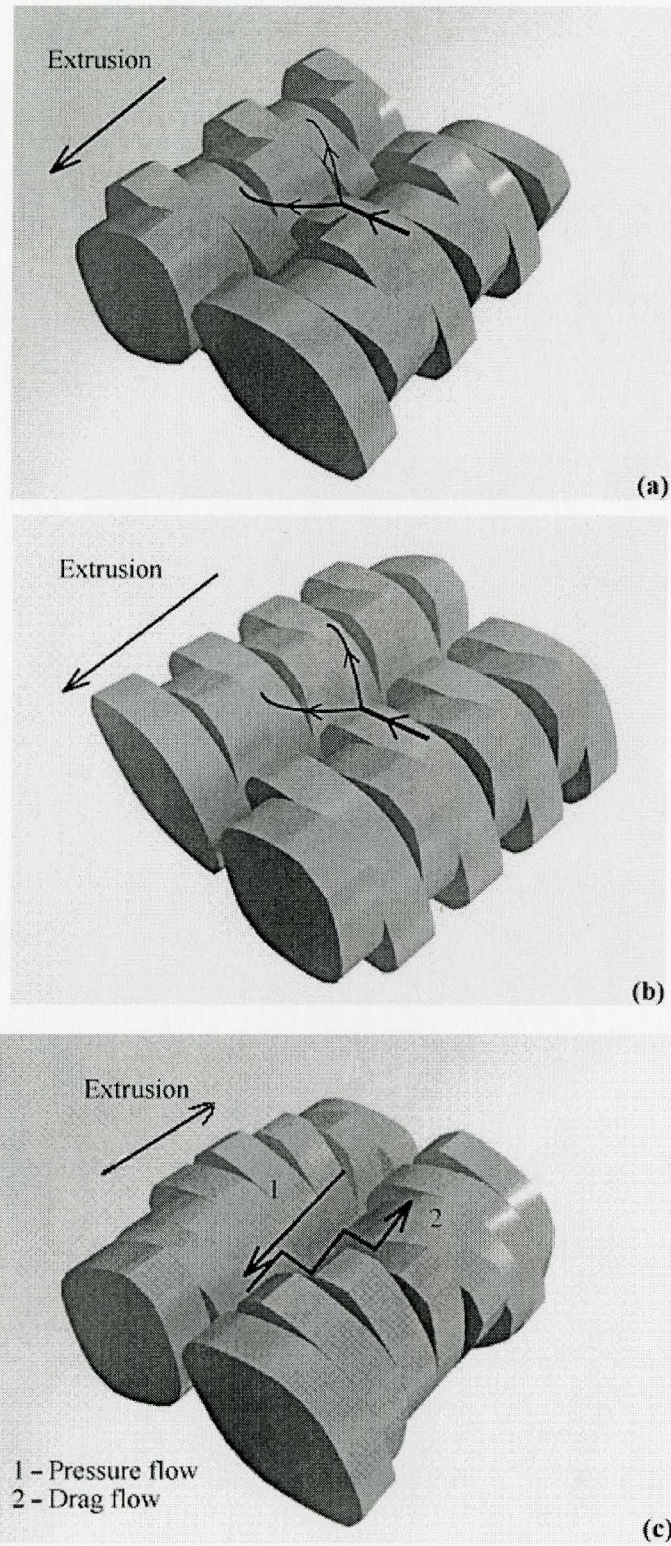 Extrusion
(a)
Extrusion
(b)
Extrusion
1
2
1 – Pressure flow
2 – Drag flow
(c)